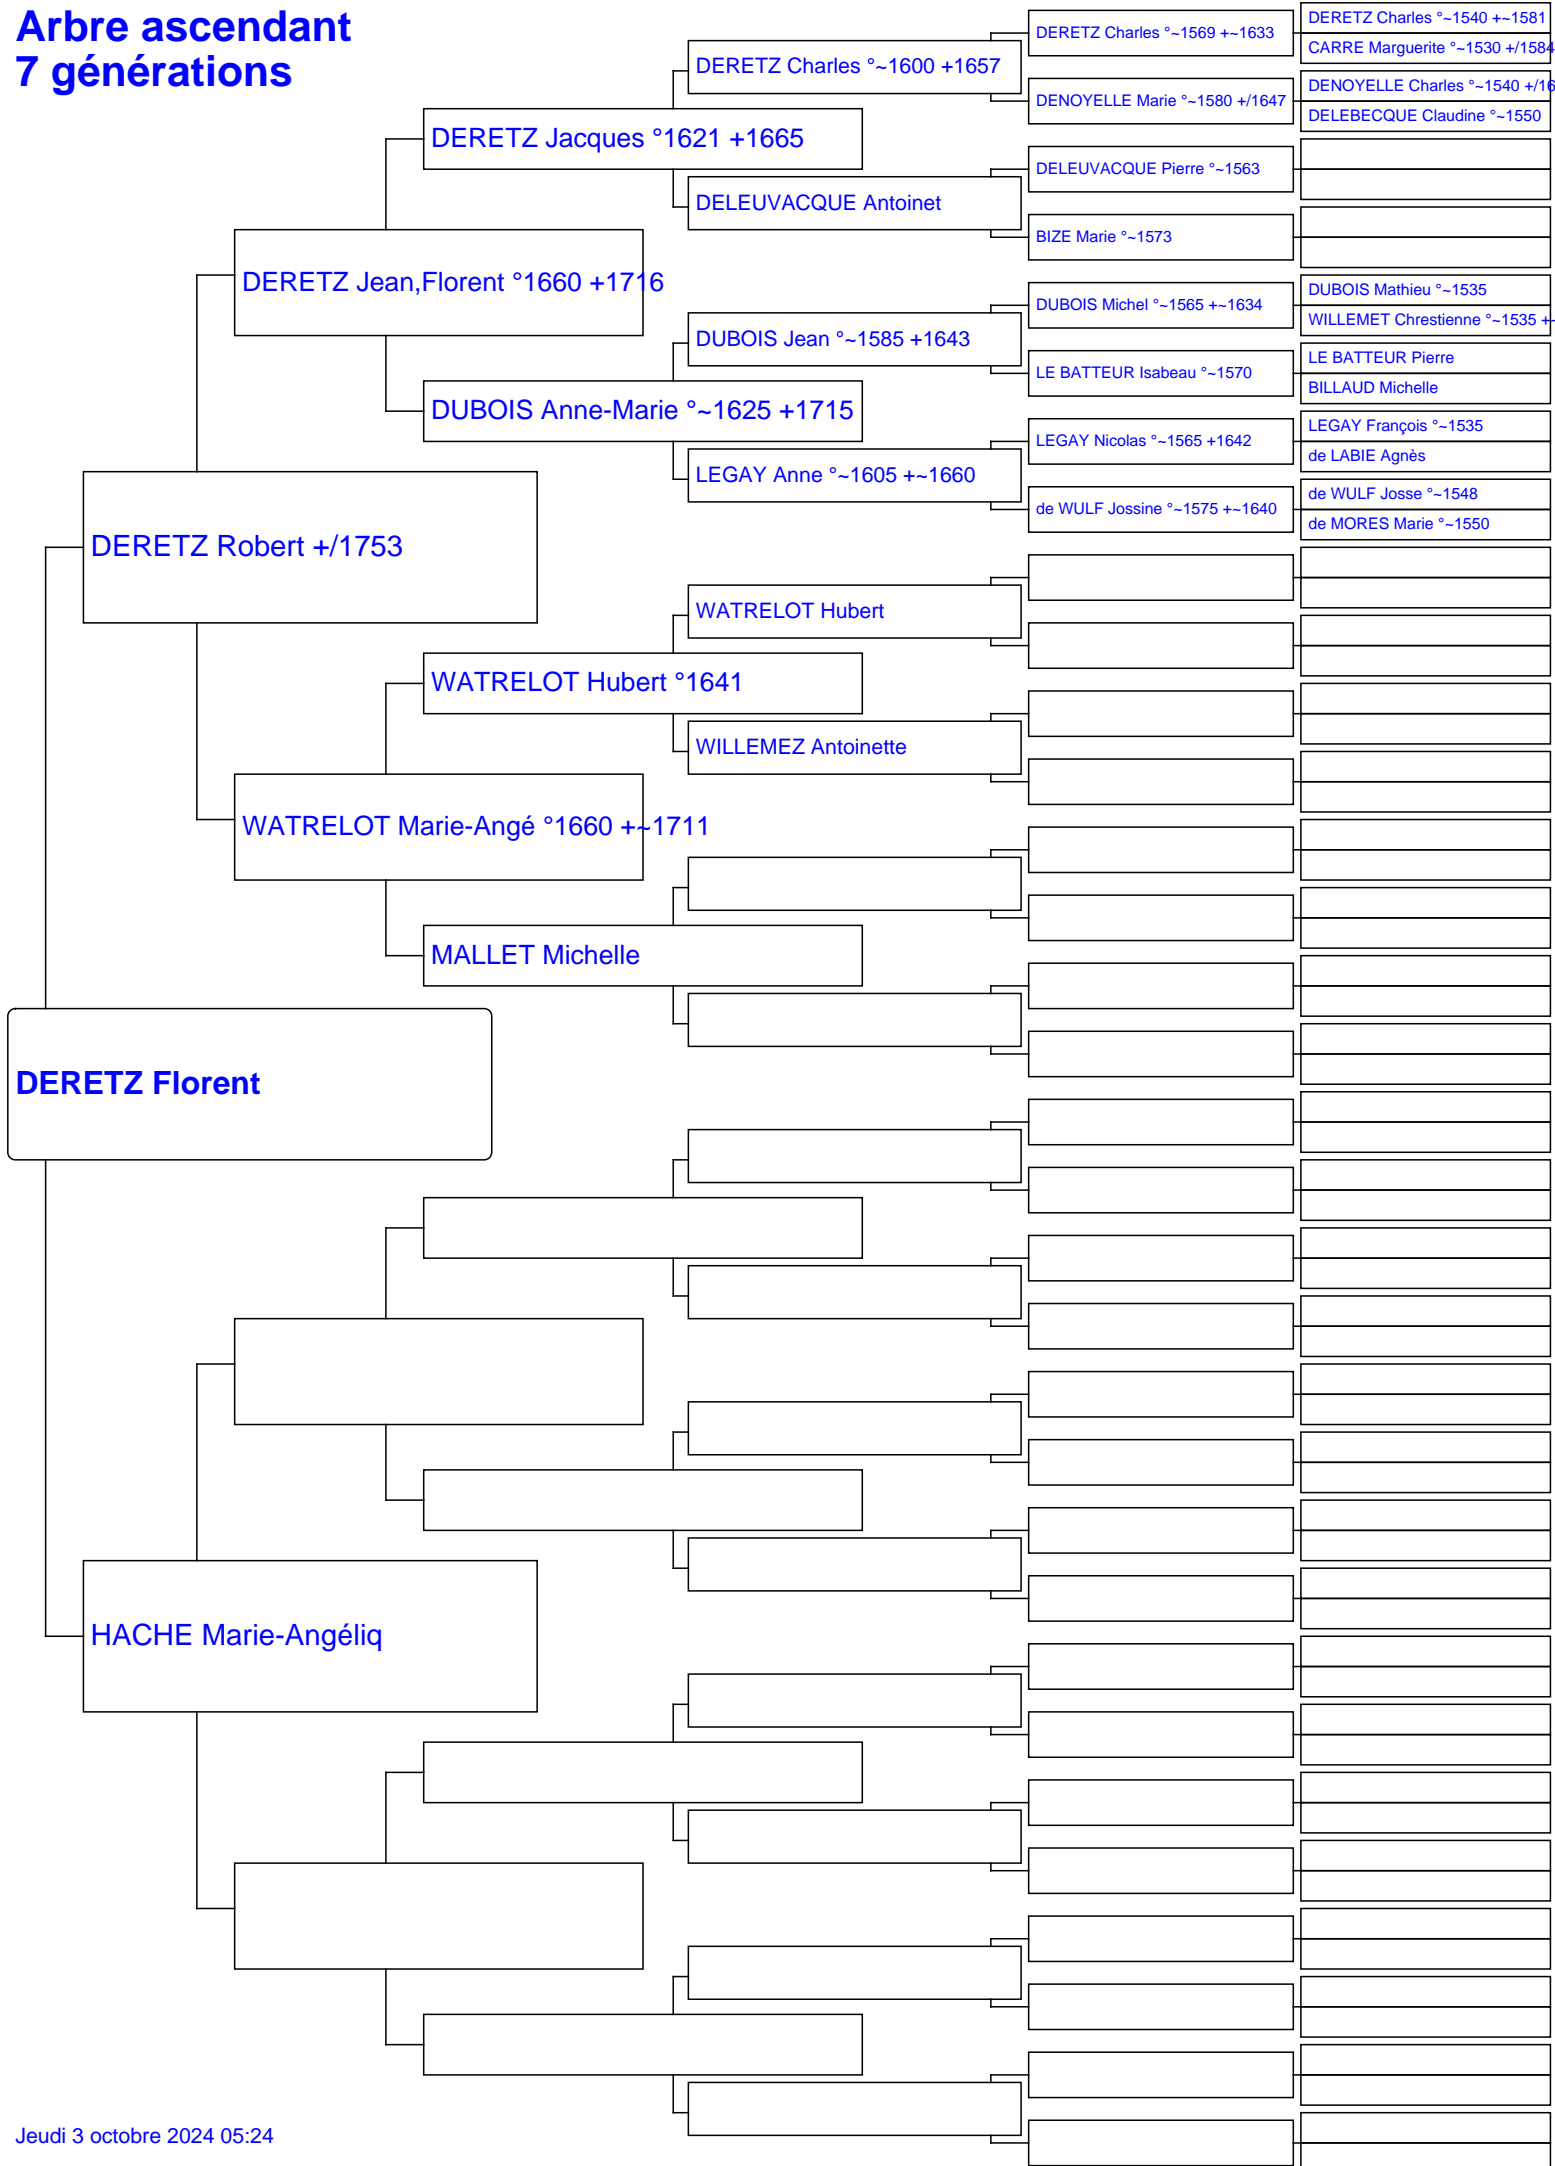 Arbre ascendant
7 générations
DERETZ Charles °~1540 +~1581
DERETZ Charles °~1569 +~1633
CARRE Marguerite °~1530 +/1584
DERETZ Charles °~1600 +1657
DENOYELLE Charles °~1540 +/16
DENOYELLE Marie °~1580 +/1647
DELEBECQUE Claudine °~1550
DERETZ Jacques °1621 +1665
DELEUVACQUE Pierre °~1563
DELEUVACQUE Antoinet
BIZE Marie °~1573
DERETZ Jean,Florent °1660 +1716
DUBOIS Mathieu °~1535
DUBOIS Michel °~1565 +~1634
WILLEMET Chrestienne °~1535 +~
DUBOIS Jean °~1585 +1643
LE BATTEUR Pierre
LE BATTEUR Isabeau °~1570
BILLAUD Michelle
DUBOIS Anne-Marie °~1625 +1715
LEGAY François °~1535
LEGAY Nicolas °~1565 +1642
de LABIE Agnès
LEGAY Anne °~1605 +~1660
de WULF Josse °~1548
de WULF Jossine °~1575 +~1640
de MORES Marie °~1550
DERETZ Robert +/1753
WATRELOT Hubert
WATRELOT Hubert °1641
WILLEMEZ Antoinette
WATRELOT Marie-Angé °1660 +~1711
MALLET Michelle
DERETZ Florent
HACHE Marie-Angéliq
Jeudi 3 octobre 2024 05:24